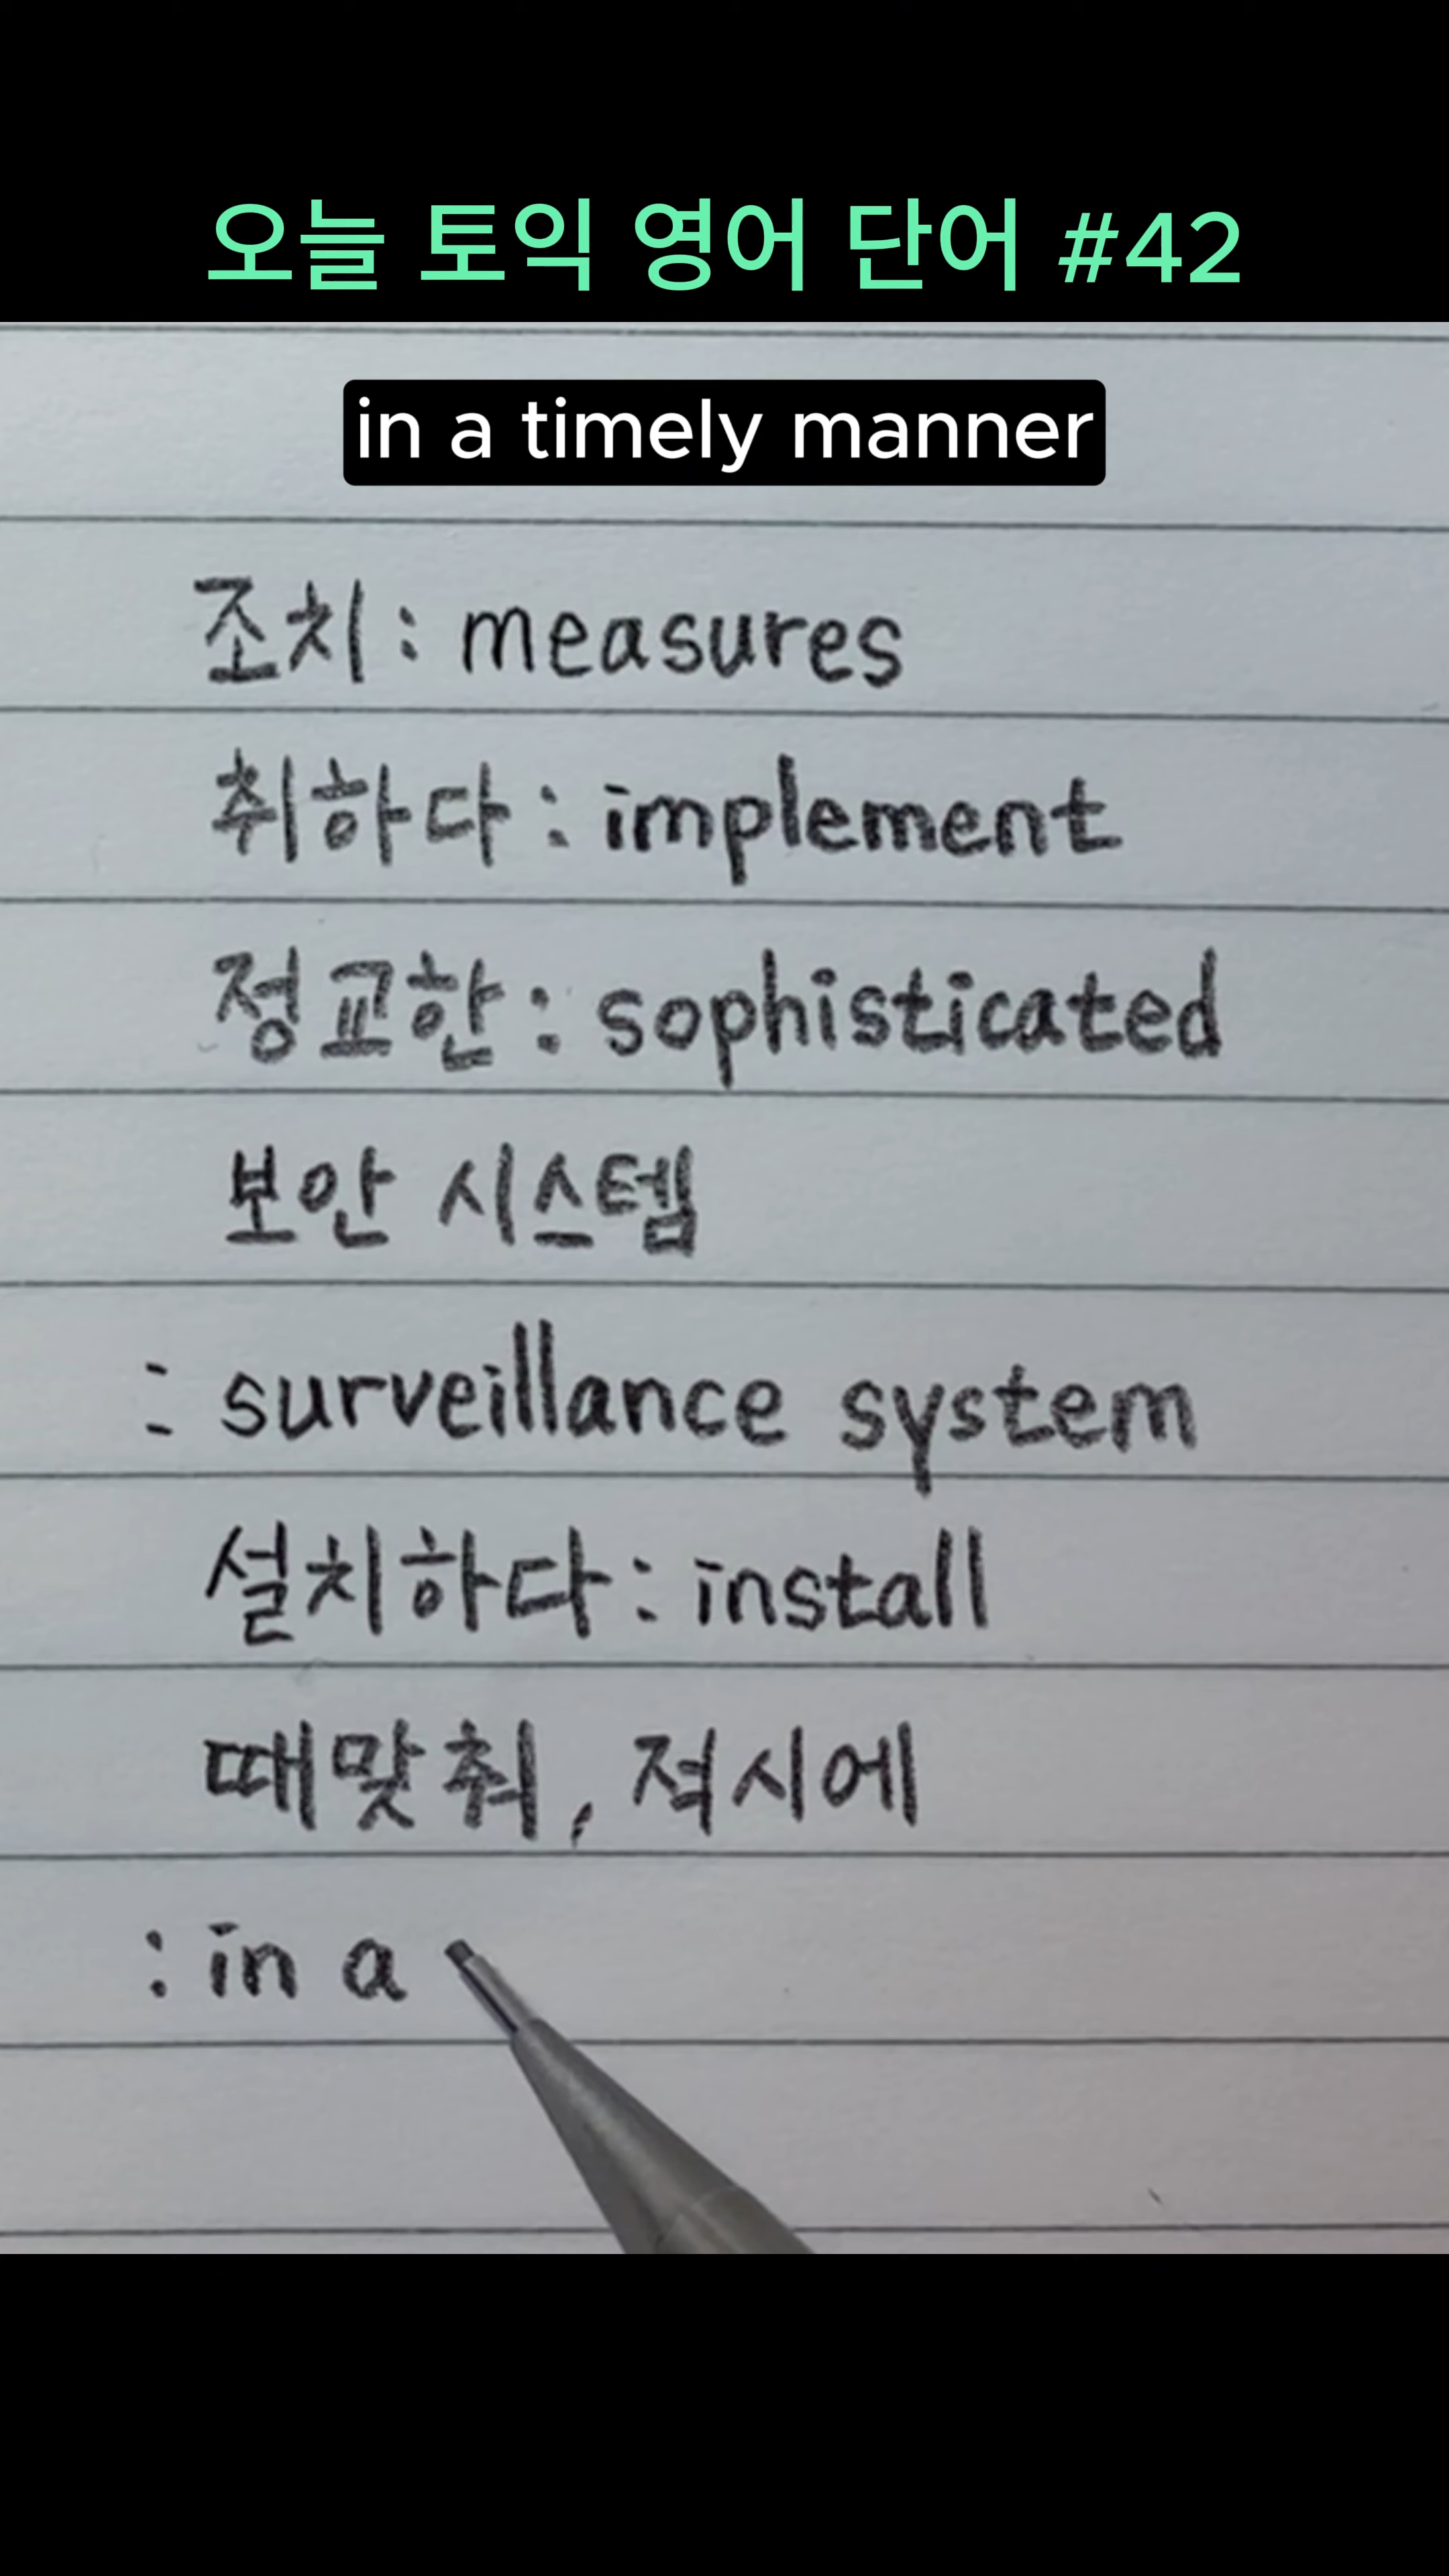 오늘 토익 영어 단어 #42
in a timely manner
조치: measures
취하다: implement
정교한: sophisticated
보안 시스템
: surveillance system
설치하다: install
때맞춰, 적시에
: in a